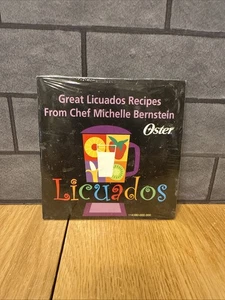 Great Licuados Recipes
From Chef Michelle Bernstein
Oster
Licuados